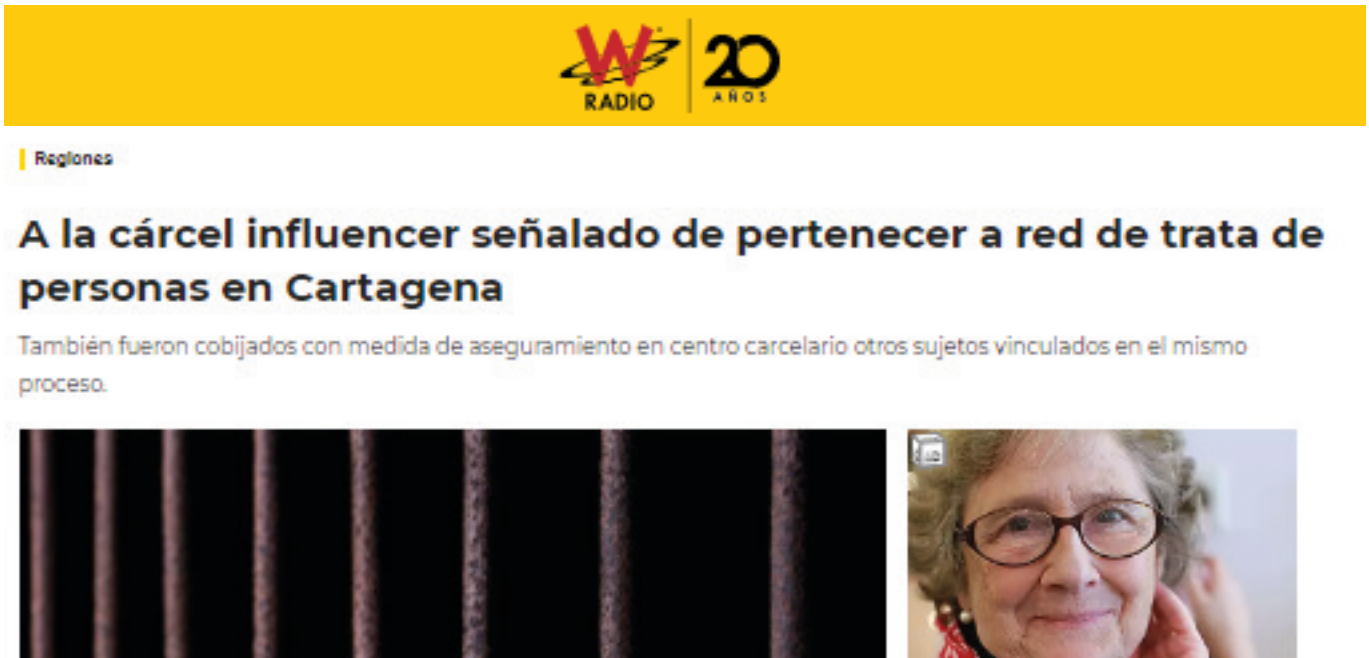 W
RADIO
20
AÑOS
Regiones
A la cárcel influencer señalado de pertenecer a red de trata de
personas en Cartagena
También fueron cobijados con medida de aseguramiento en centro carcelario otros sujetos vinculados en el mismo
proceso.